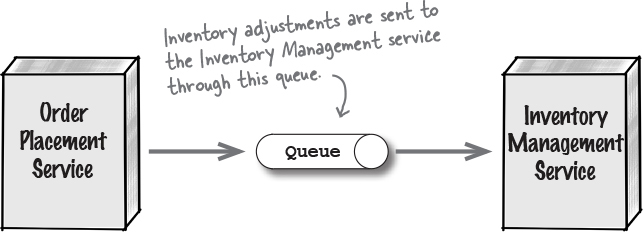 Inventory adjustments are sent to
the Inventory Management service
through this queue.
Order
Placement
Service
Queue
Inventory
Management
Service